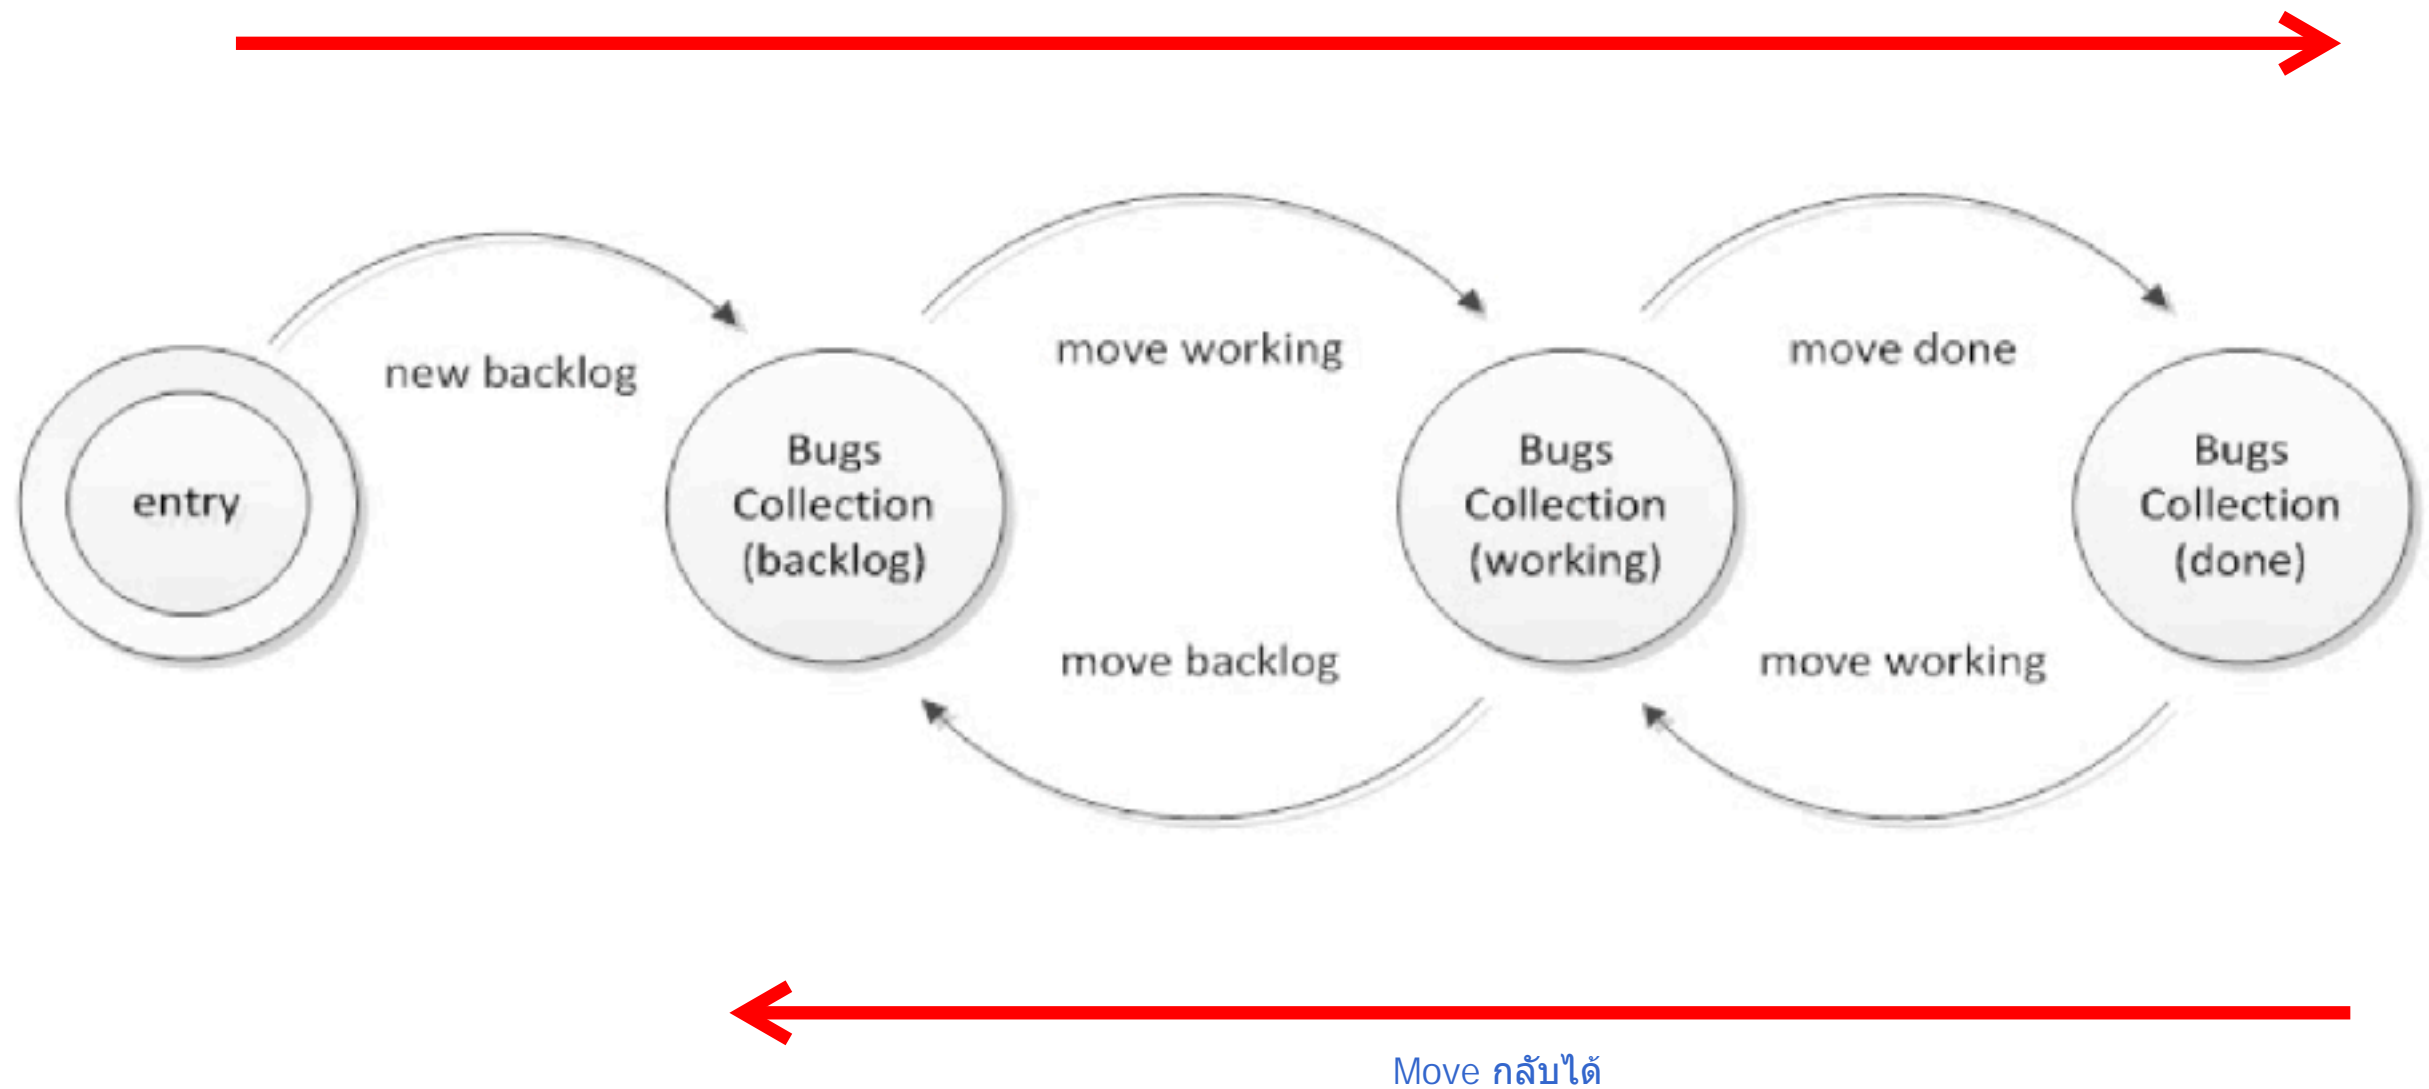 new backlog
move working
move done
entry
Bugs
Collection
(backlog)
Bugs
Collection
(working)
Bugs
Collection
(done)
move backlog
move working
Move กลับได้